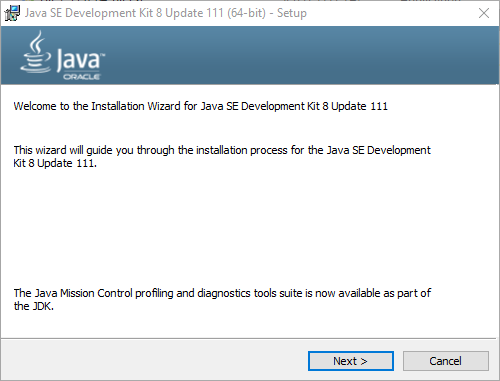 Java SE Development Kit 8 Update 111 (64-bit) - Setup
Java
ORACLE
Welcome to the Installation Wizard for Java SE Development Kit 8 Update 111
This wizard will guide you through the installation process for the Java SE Development
Kit 8 Update 111.
The Java Mission Control profiling and diagnostics tools suite is now available as part of
the JDK.
Next >
Cancel